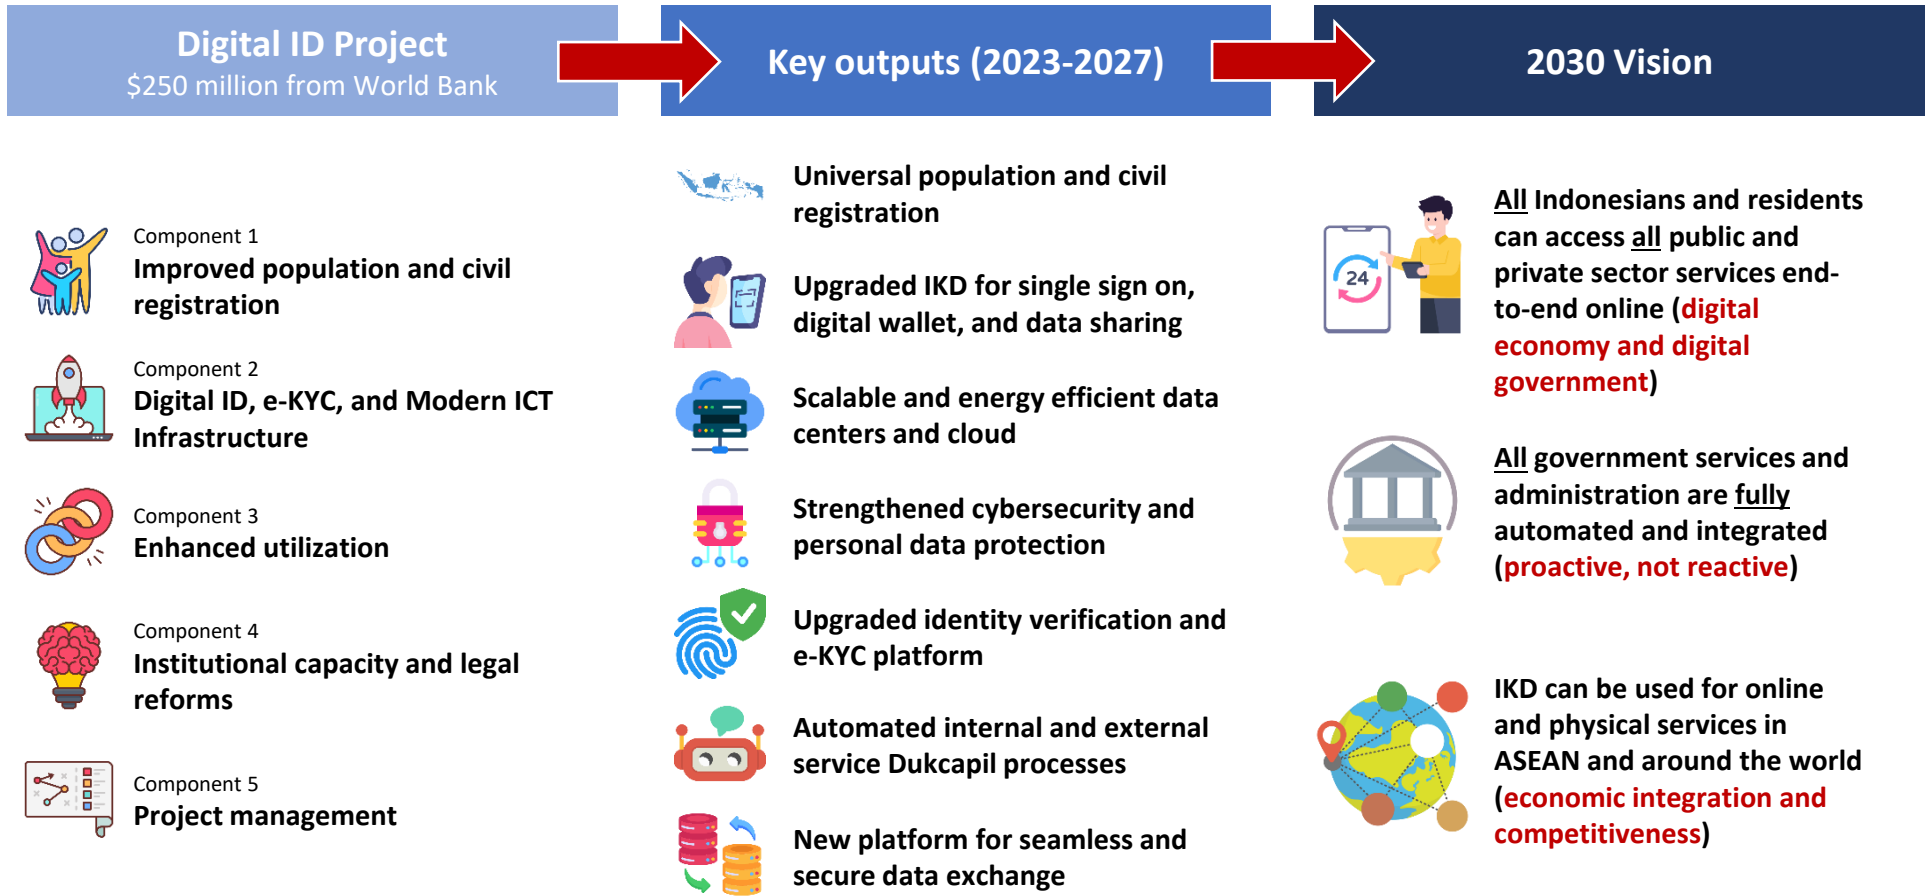 Digital ID Project
$250 million from World Bank
Component 1
Improved population and civil
registration
Component 2
Digital ID, e-KYC, and Modern ICT
Infrastructure
Component 3
Enhanced utilization
Component 4
Institutional capacity and legal
reforms
Component 5
Project management
Key outputs (2023-2027)
Universal population and civil
registration
Upgraded IKD for single sign on,
digital wallet, and data sharing
Scalable and energy efficient data
centers and cloud
Strengthened cybersecurity and
personal data protection
Upgraded identity verification and
e-KYC platform
Automated internal and external
service Dukcapil processes
New platform for seamless and
secure data exchange
2030 Vision
24
All Indonesians and residents
can access all public and
private sector services end-
to-end online (digital
economy and digital
government)
All government services and
administration are fully
automated and integrated
(proactive, not reactive)
IKD can be used for online
and physical services in
ASEAN and around the world
(economic integration and
competitiveness)